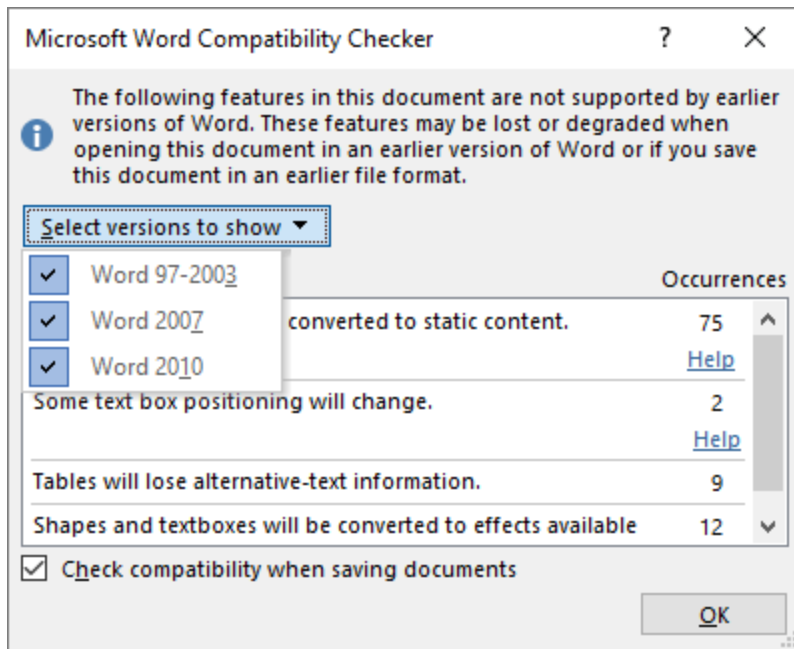 Microsoft Word Compatibility Checker ?
The following features in this document are not supported by earlier
versions of Word. These features may be lost or degraded when
opening this document in an earlier version of Word or if you save
this document in an earlier file format.
Select versions to show
Word 97-2003
Word 2007
Word 2010
Occurrences
converted to static content. 75
Help
Some text box positioning will change. 2
Help
Tables will lose alternative-text information. 9
Shapes and textboxes will be converted to effects available 12
Check compatibility when saving documents
OK